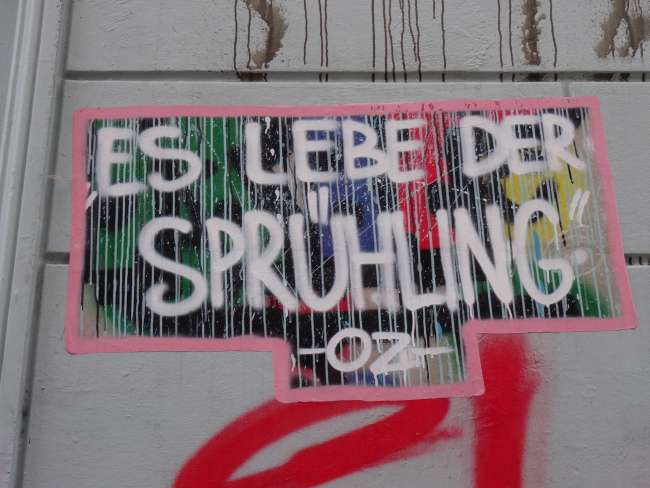 "ES LEBE DER
SPRÜHLING"
-OZ-